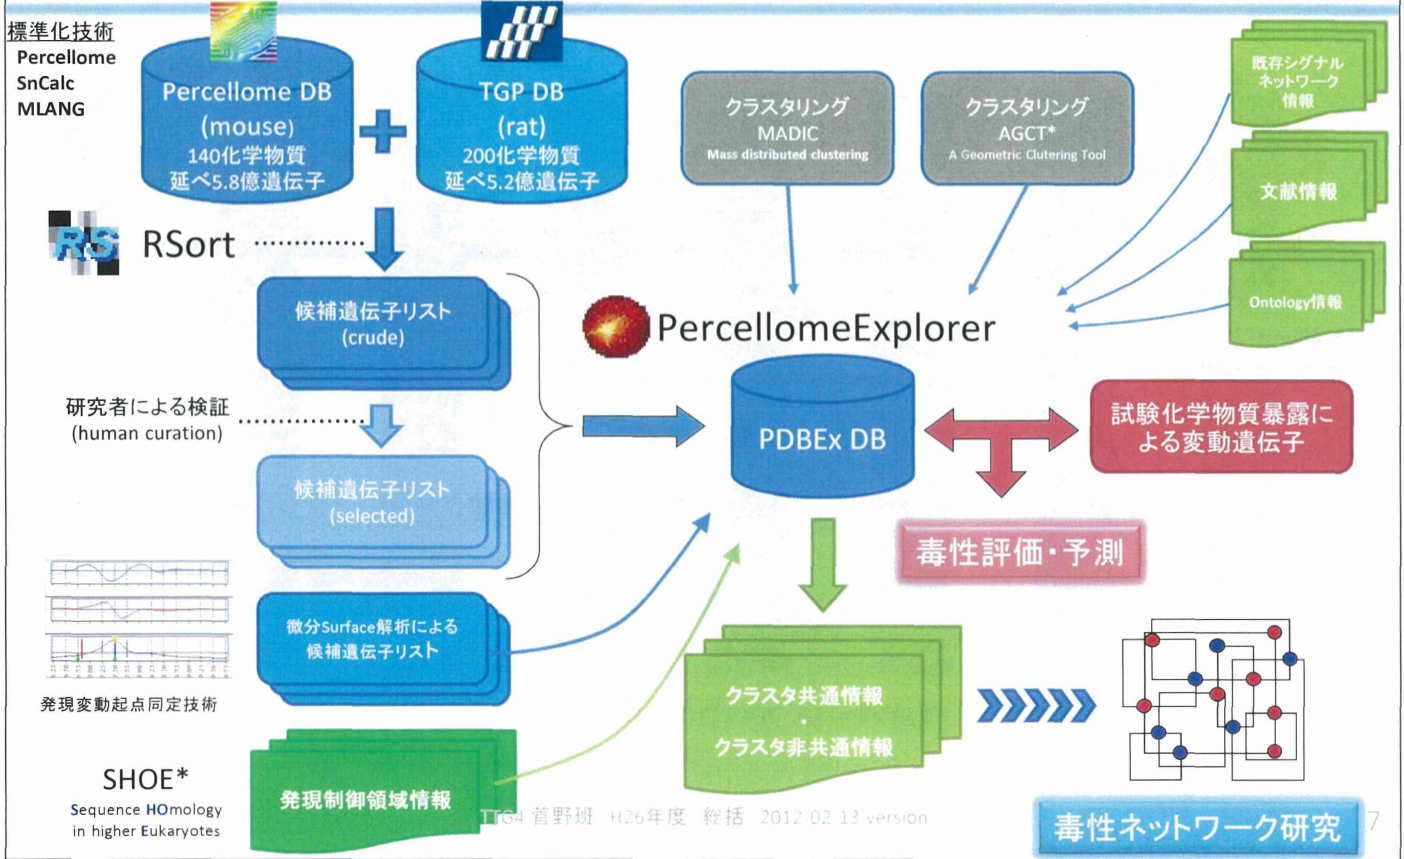 標準化技術
Percellome
SnCalc
MLANG
Percellome DB
(mouse)
140化学物質
延べ5.8億遺伝子
TGP DB
(rat)
200化学物質
延べ5.2億遺伝子
クラスタリング
MADIC
Mass distributed clustering
クラスタリング
AGCT*
A Geometric Clutering Tool
既存シグナル
ネットワーク
情報
文献情報
Ontology情報
RS
RSort
候補遺伝子リスト
(crude)
研究者による検証
(human curation)
候補遺伝子リスト
(selected)
PercellomeExplorer
PDBEx DB
試験化学物質暴露に
よる変動遺伝子
毒性評価・予測
微分Surface解析による
候補遺伝子リスト
発現変動起点同定技術
クラスタ共通情報
・
クラスタ非共通情報
SHOE*
Sequence HOmology
in higher Eukaryotes
発現制御領域情報
TTG4 菅野班 H26年度 総括 2012 02 13 version
毒性ネットワーク研究
7